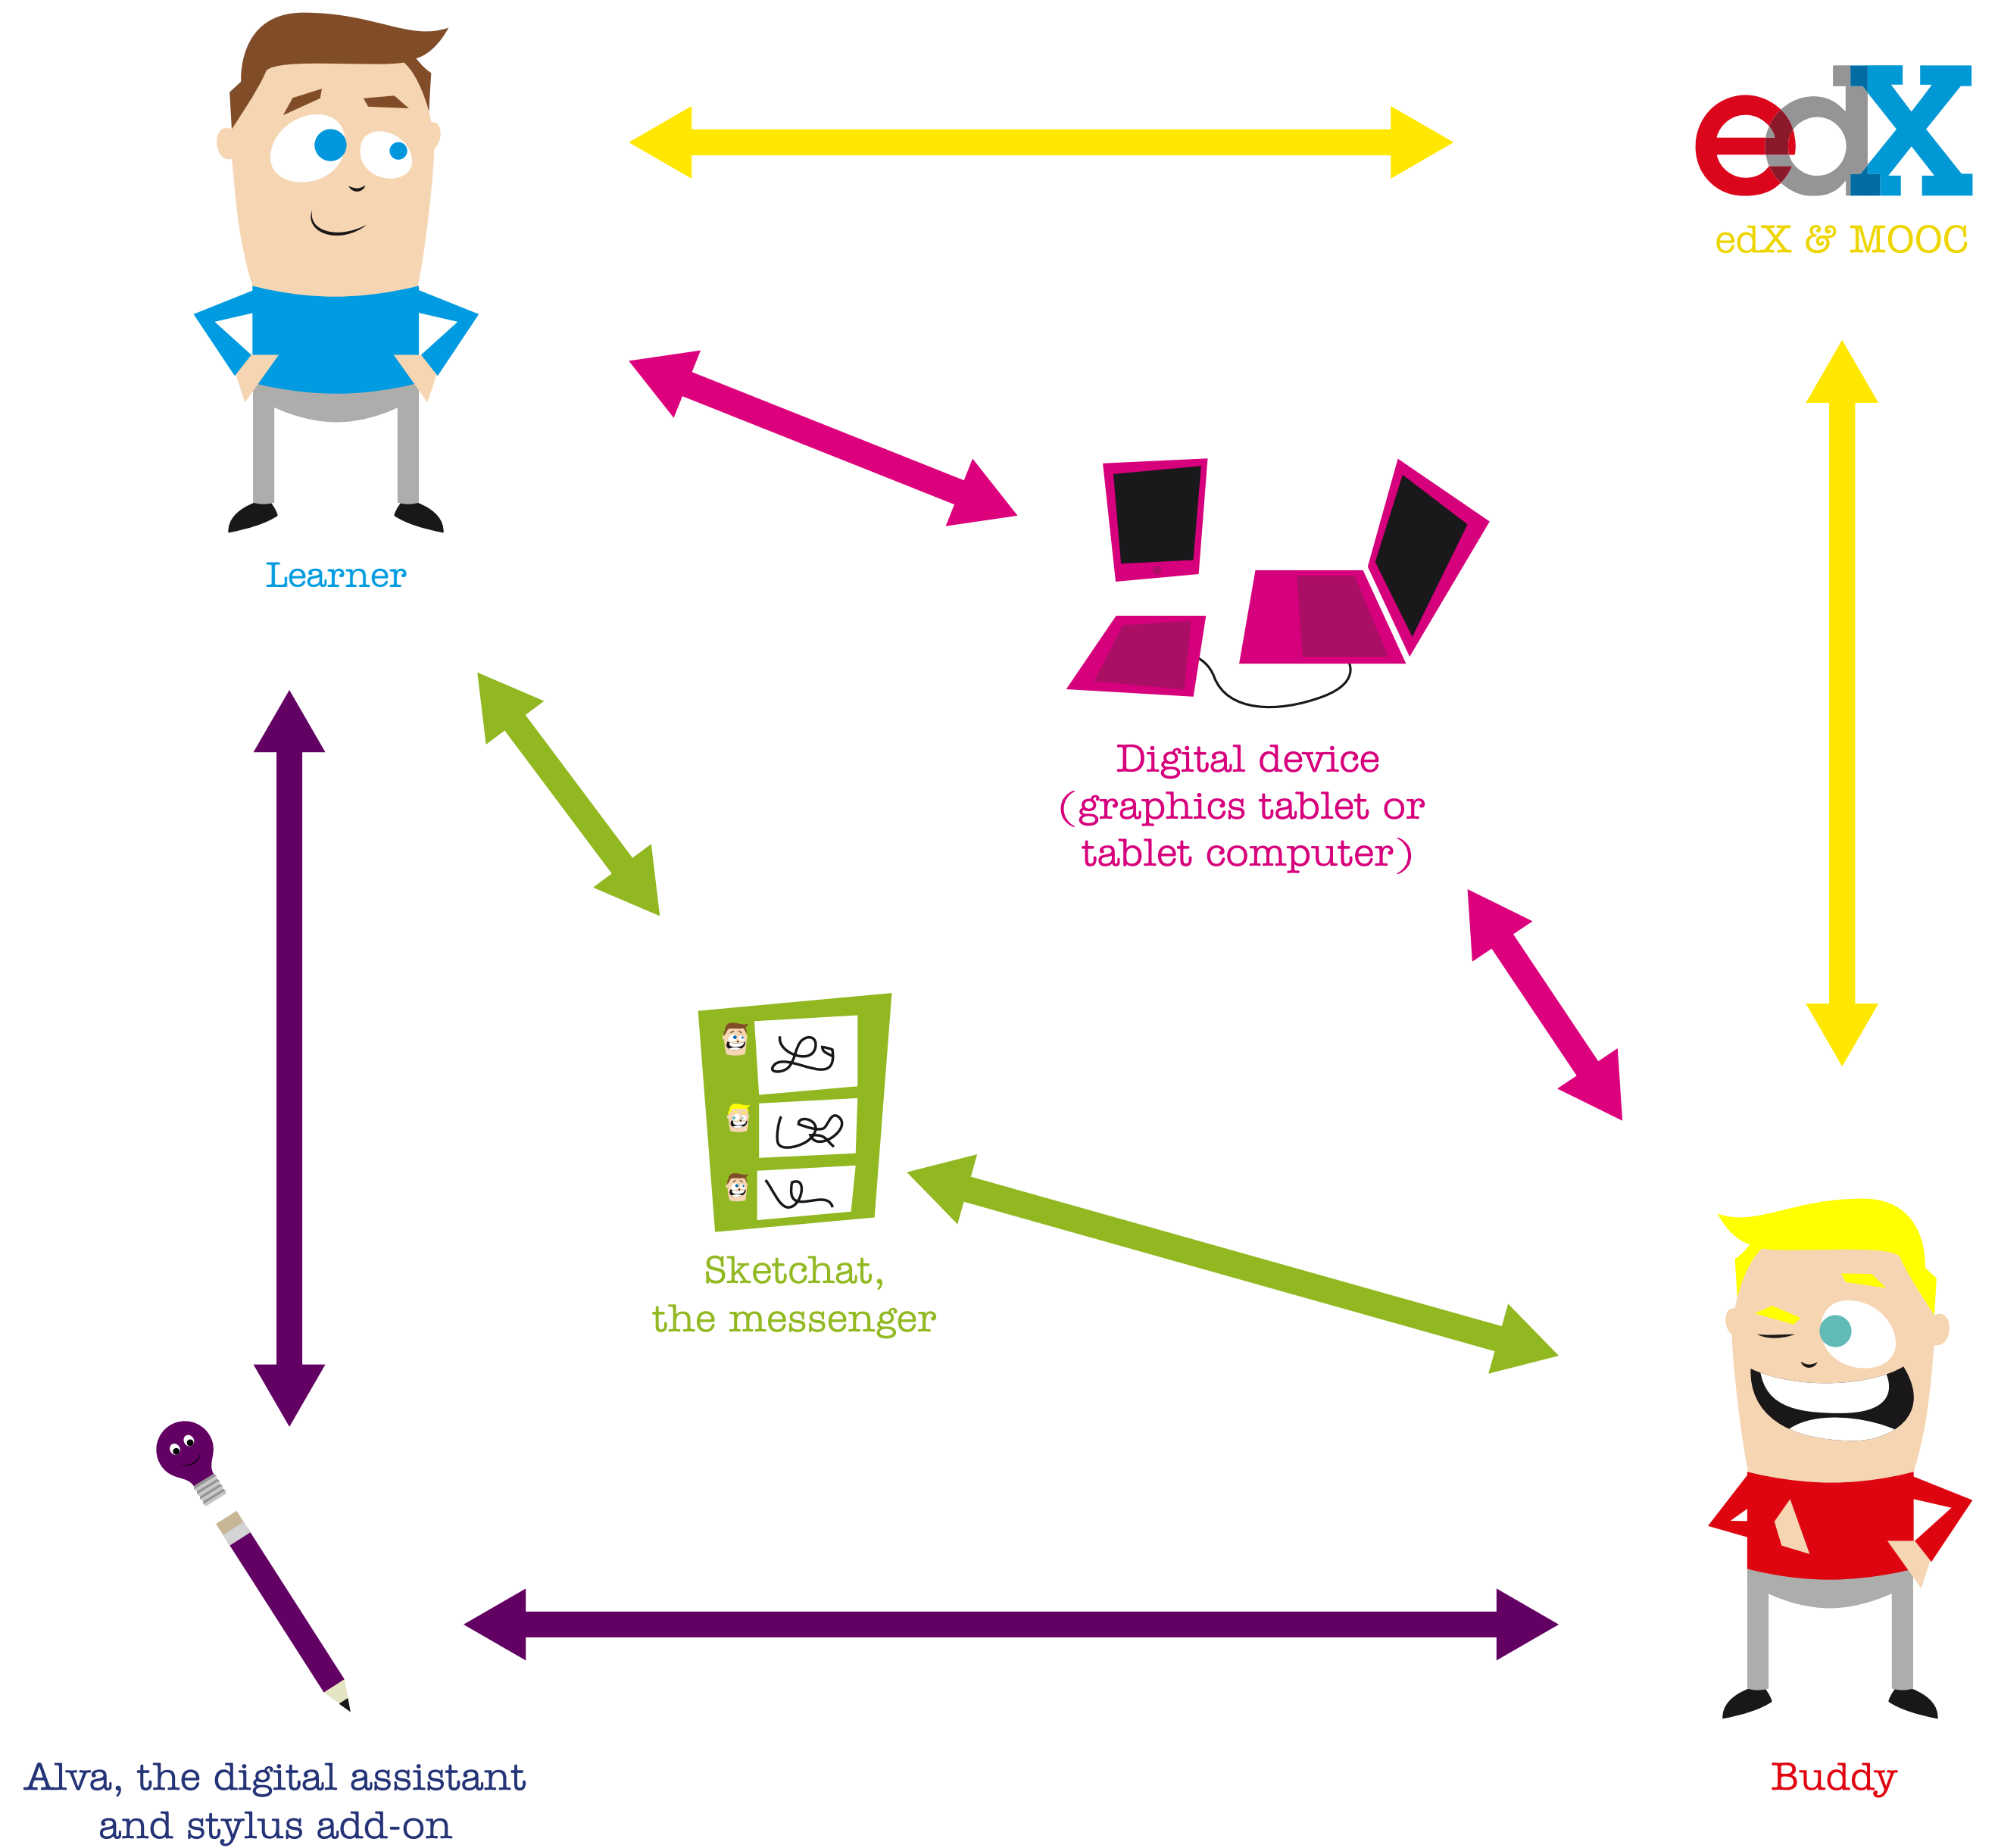 edX
edX & MOOC
Learner
Digital device
(graphics tablet or
tablet computer)
Sketchat,
the messenger
Alva, the digital assistant
and stylus add-on
Buddy